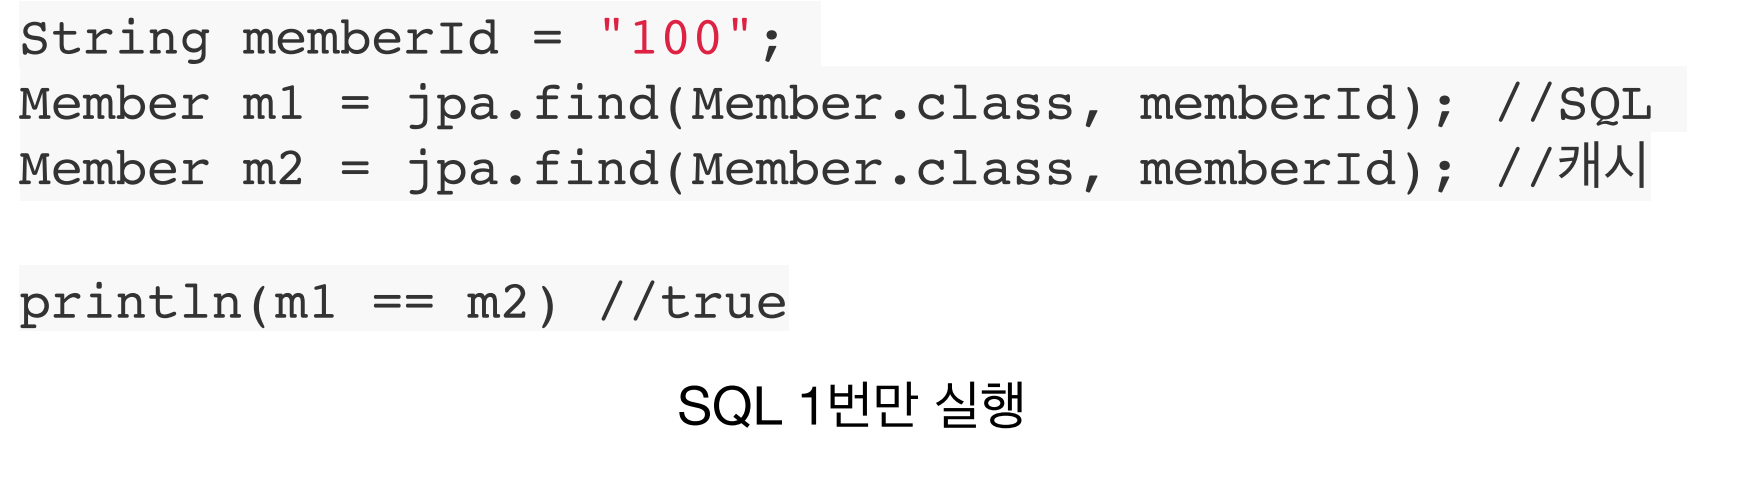 String memberId = "100";
Member m1 = jpa.find(Member.class, memberId); //SQL
Member m2 = jpa.find(Member.class, memberId); //캐시
println(m1 == m2) //true
SQL 1번만 실행